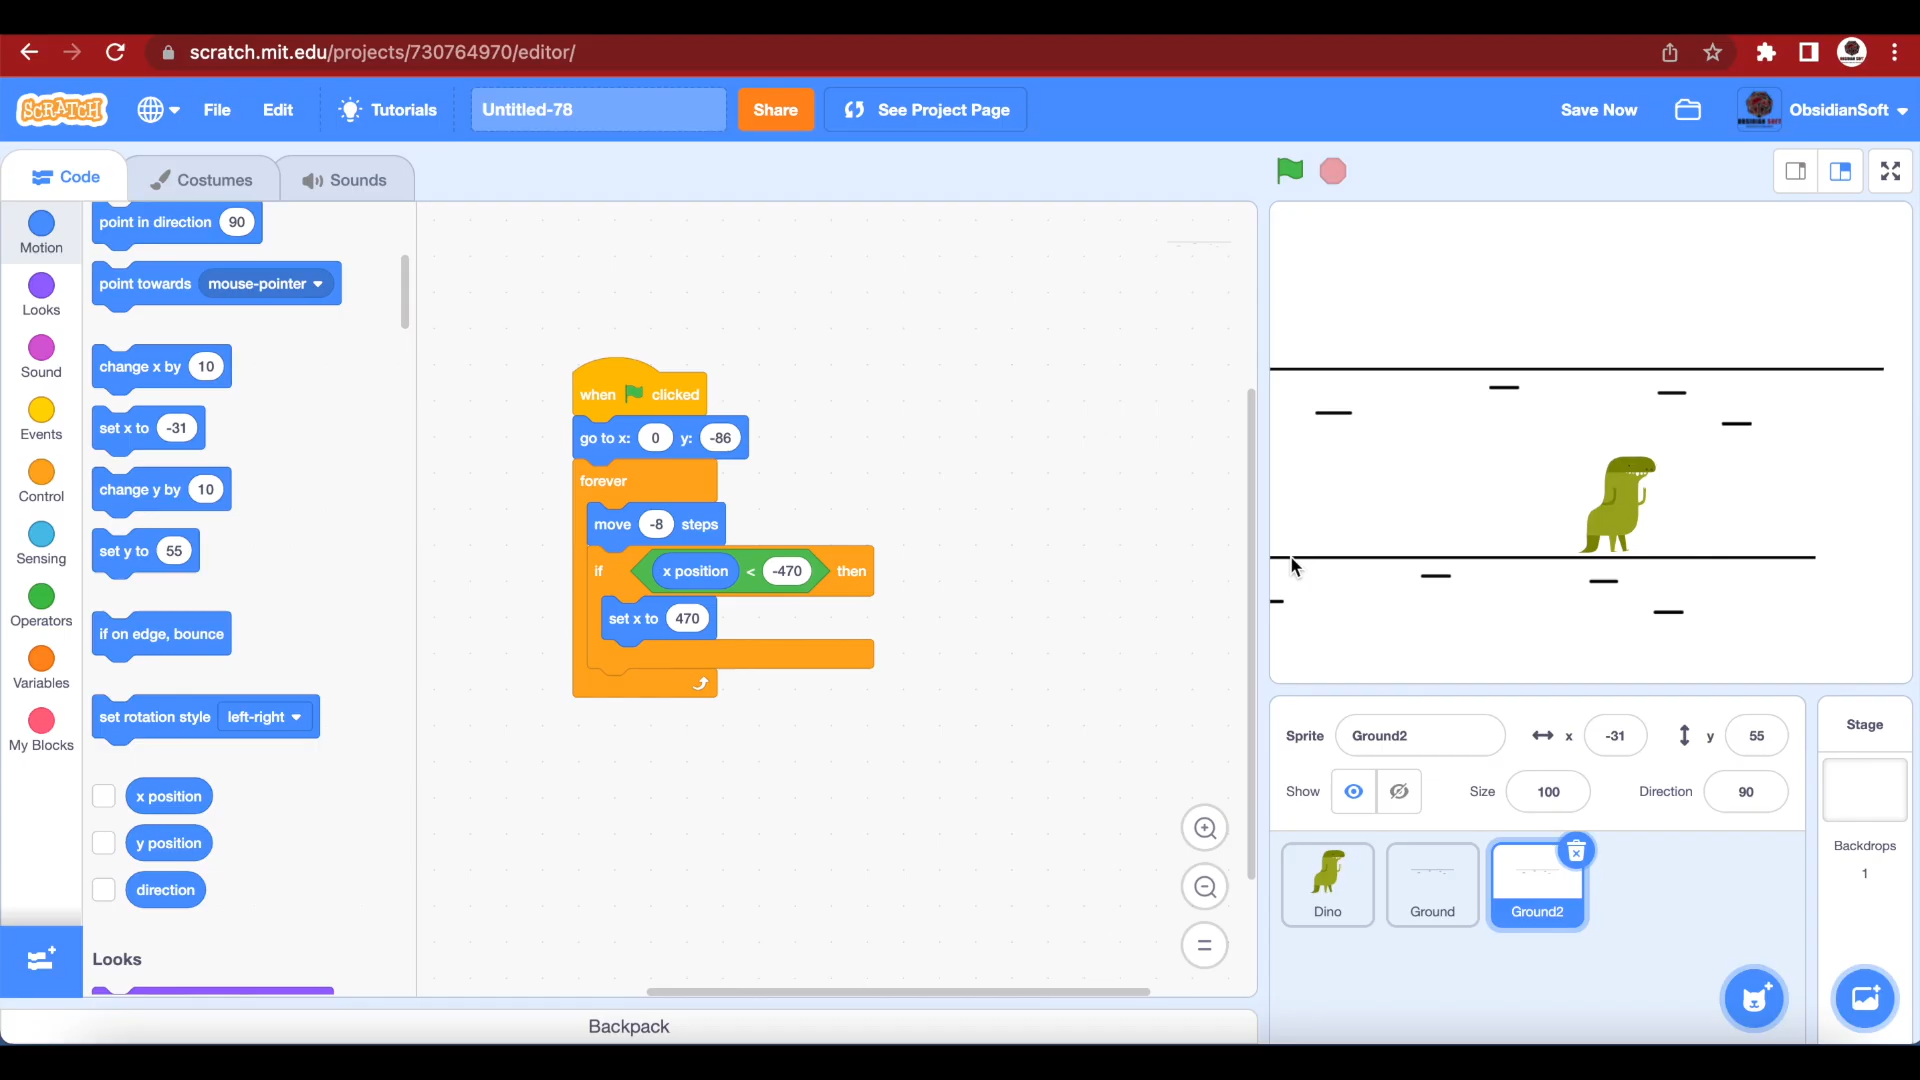 scratch.mit.edu/projects/730764970/editor/
SCRATCH
File
Edit
Tutorials
Untitled-78
Share
See Project Page
Save Now
ObsidianSoft
Code
Costumes
Sounds
Motion
Looks
Sound
Events
Control
Sensing
Operators
Variables
My Blocks
point in direction 90
point towards mouse-pointer
change x by 10
set x to -31
change y by 10
set y to 55
if on edge, bounce
set rotation style left-right
x position
y position
direction
Looks
when clicked
go to x: 0 y: -86
forever
move -8 steps
if x position < -470 then
set x to 470
Backpack
Sprite Ground2 x -31 y 55
Show Size 100 Direction 90
Dino
Ground
Ground2
Stage
Backdrops
1